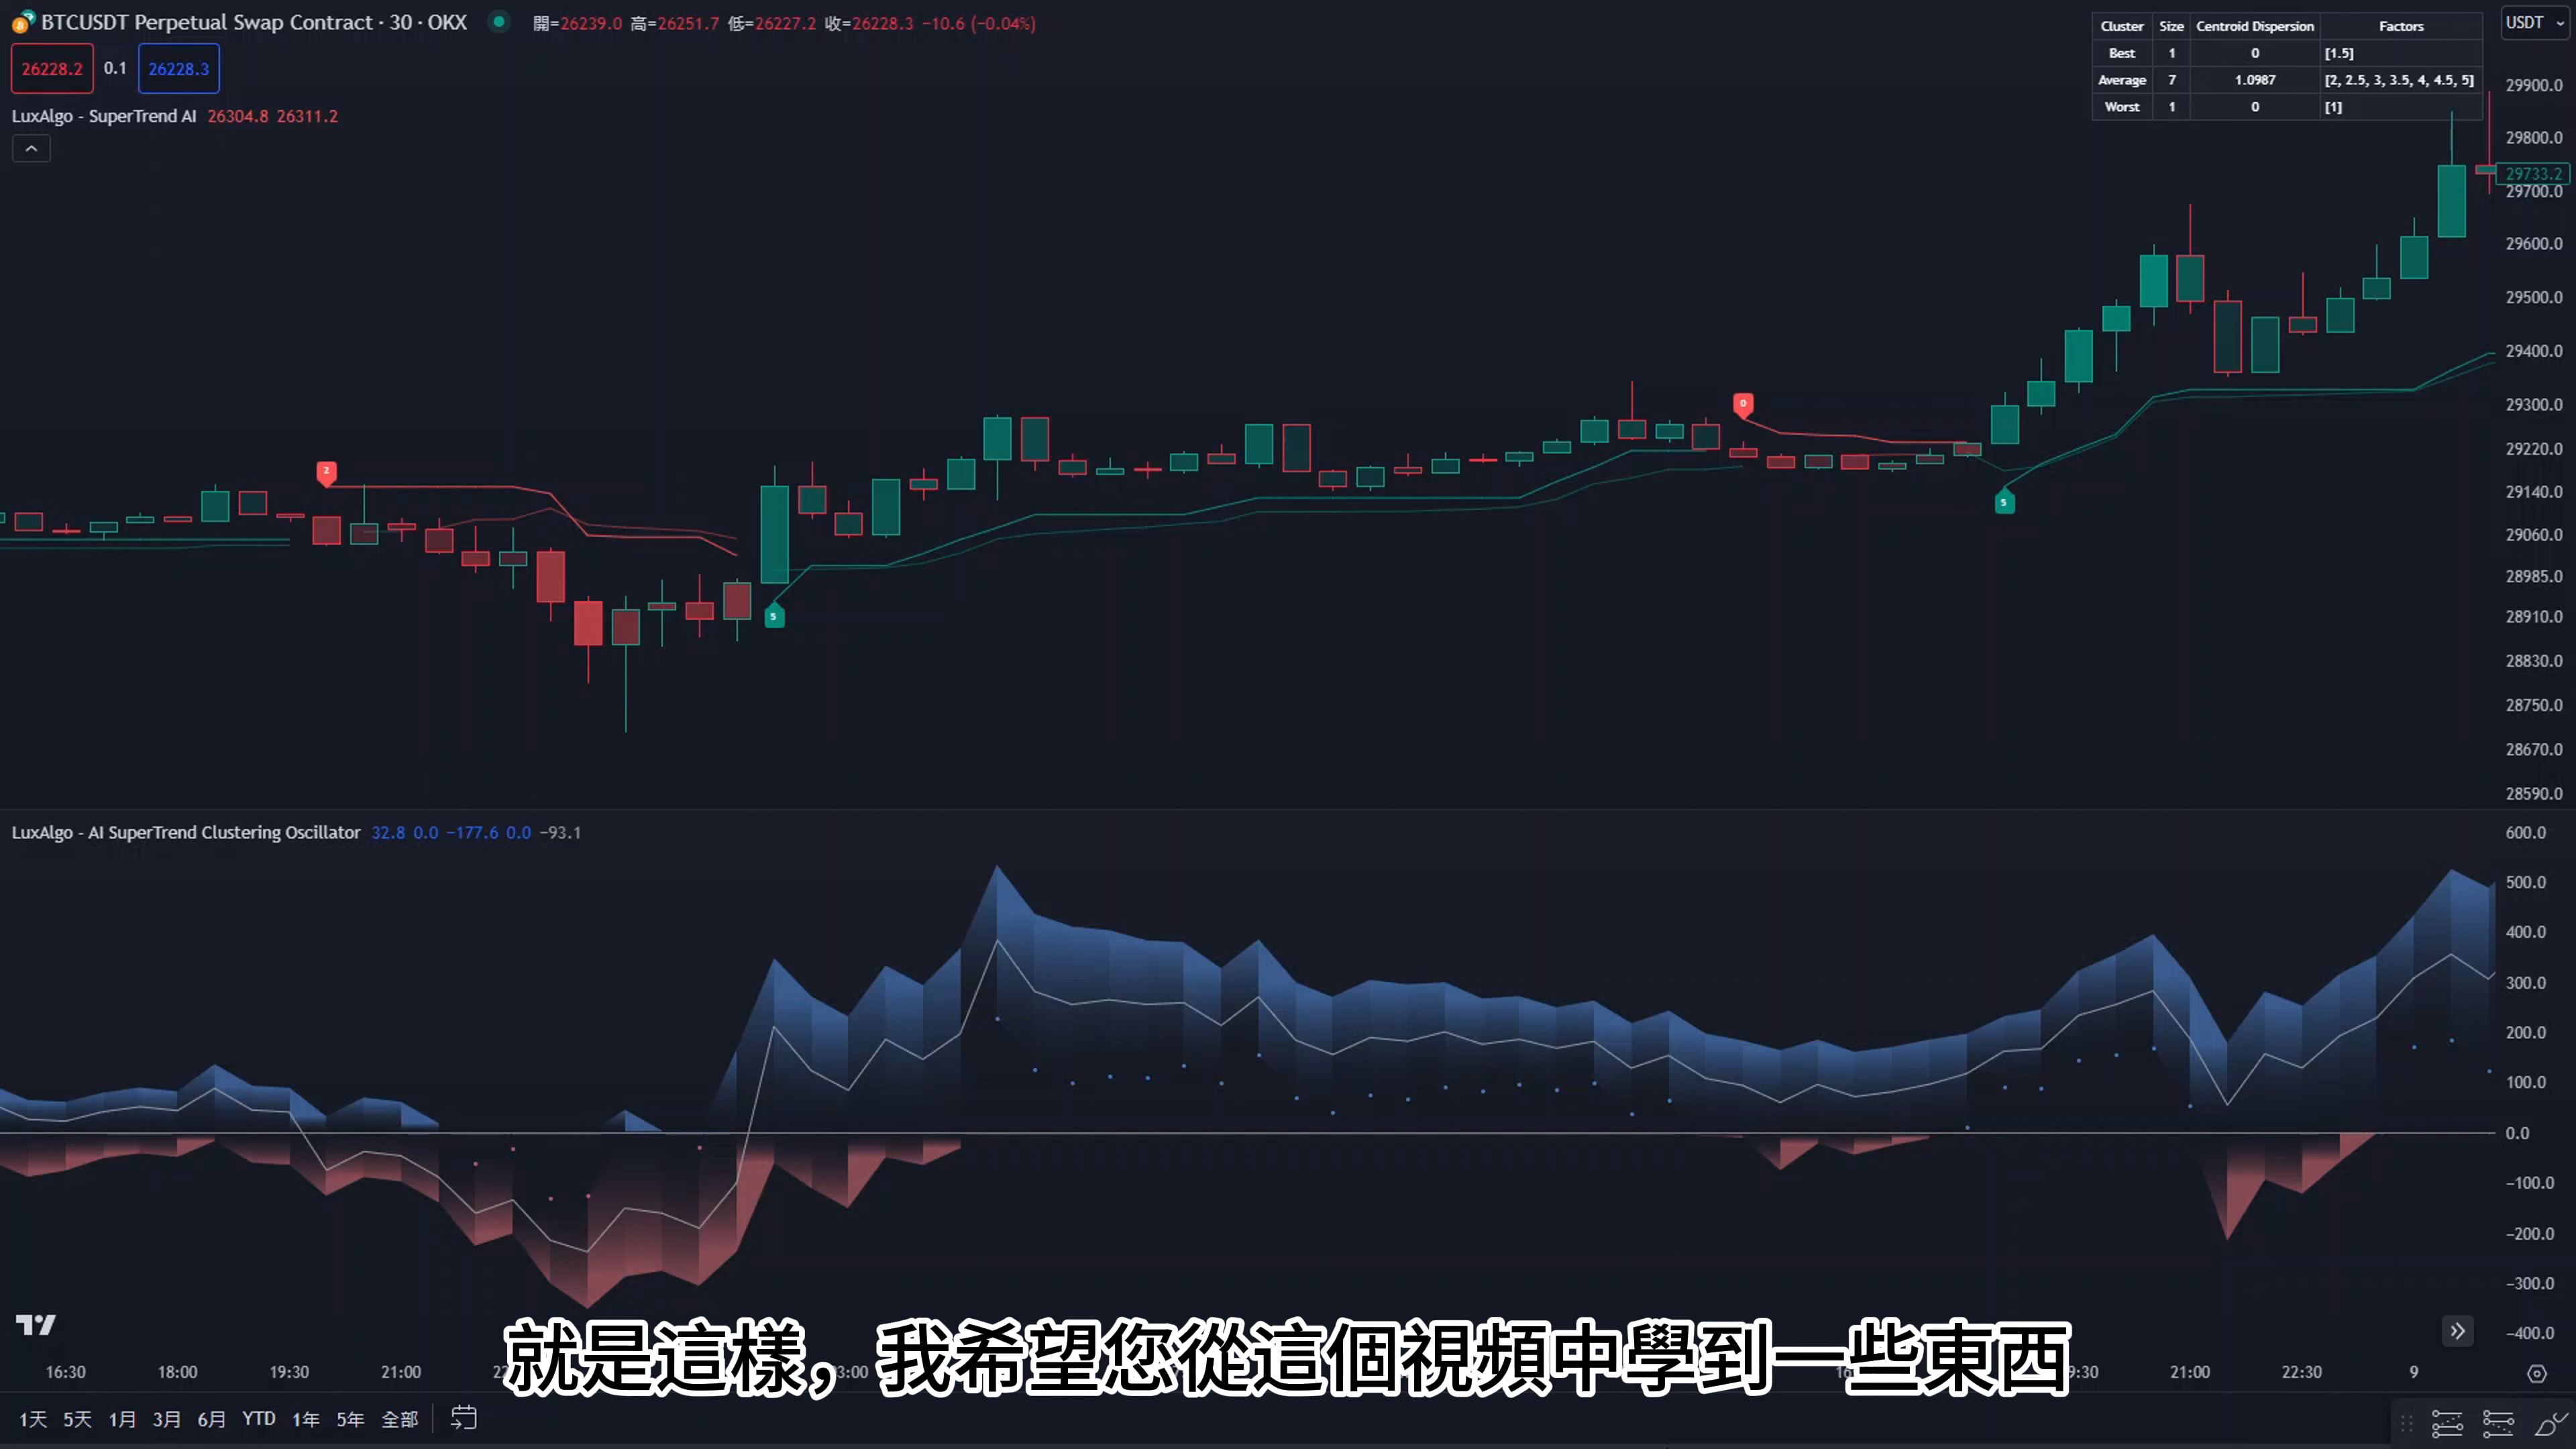 BTCUSDT Perpetual Swap Contract · 30 · OKX 開=26239.0 高=26251.7 低=26227.2 收=26228.3 −10.6 (−0.04%)
26228.2 0.1 26228.3
LuxAlgo - SuperTrend AI 26304.8 26311.2
Cluster Size Centroid Dispersion Factors
Best 1 0 [1.5]
Average 7 1.0987 [2, 2.5, 3, 3.5, 4, 4.5, 5]
Worst 1 0 [1]
USDT
29900.0
29800.0
29733.2
29700.0
29600.0
29500.0
29400.0
29300.0
29220.0
29140.0
29060.0
28985.0
28910.0
28830.0
28750.0
28670.0
28590.0
2
5
0
5
LuxAlgo - AI SuperTrend Clustering Oscillator 32.8 0.0 −177.6 0.0 −93.1
600.0
500.0
400.0
300.0
200.0
100.0
0.0
−100.0
−200.0
−300.0
−400.0
就是這樣，我希望您從這個視頻中學到一些東西
16:30 18:00 19:30 21:00 21:00 22:30 9
1天 5天 1月 3月 6月 YTD 1年 5年 全部